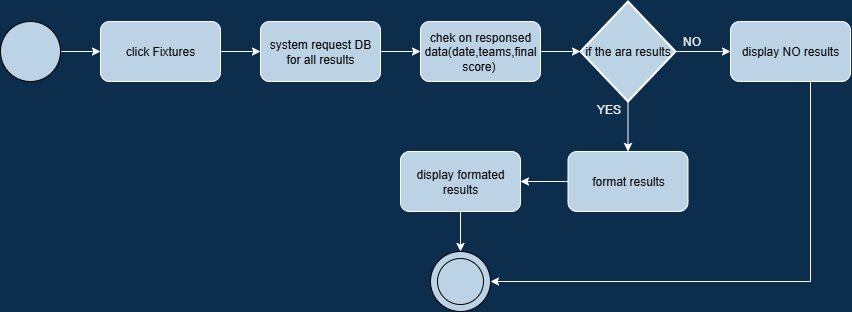 click Fixtures
system request DB
for all results
chek on responsed
data(date,teams,final
score)
if the ara results
NO
display NO results
YES
display formated
results
format results